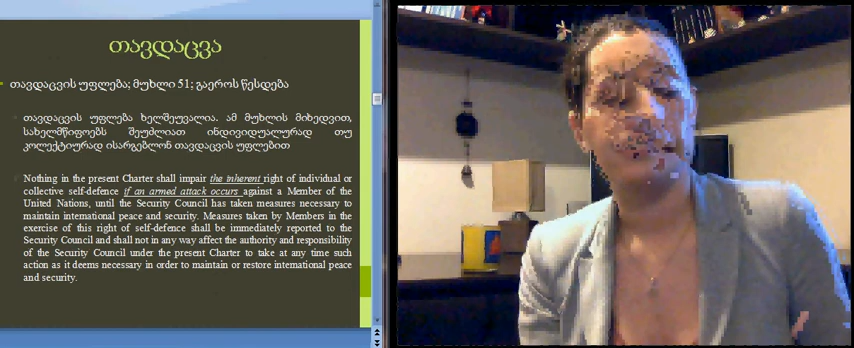 თავდაცვა
თავდაცვის უფლება; მუხლი 51; გაეროს წესდება
თავდაცვის უფლება ხელშეუვალია. ამ მუხლის მიხედვით,
სახელმწიფოებს შეუძლიათ ინდივიდუალურად თუ
კოლექტიურად ისარგებლონ თავდაცვის უფლებით
Nothing in the present Charter shall impair the inherent right of individual or
collective self-defence if an armed attack occurs against a Member of the
United Nations, until the Security Council has taken measures necessary to
maintain international peace and security. Measures taken by Members in the
exercise of this right of self-defence shall be immediately reported to the
Security Council and shall not in any way affect the authority and responsibility
of the Security Council under the present Charter to take at any time such
action as it deems necessary in order to maintain or restore international peace
and security.